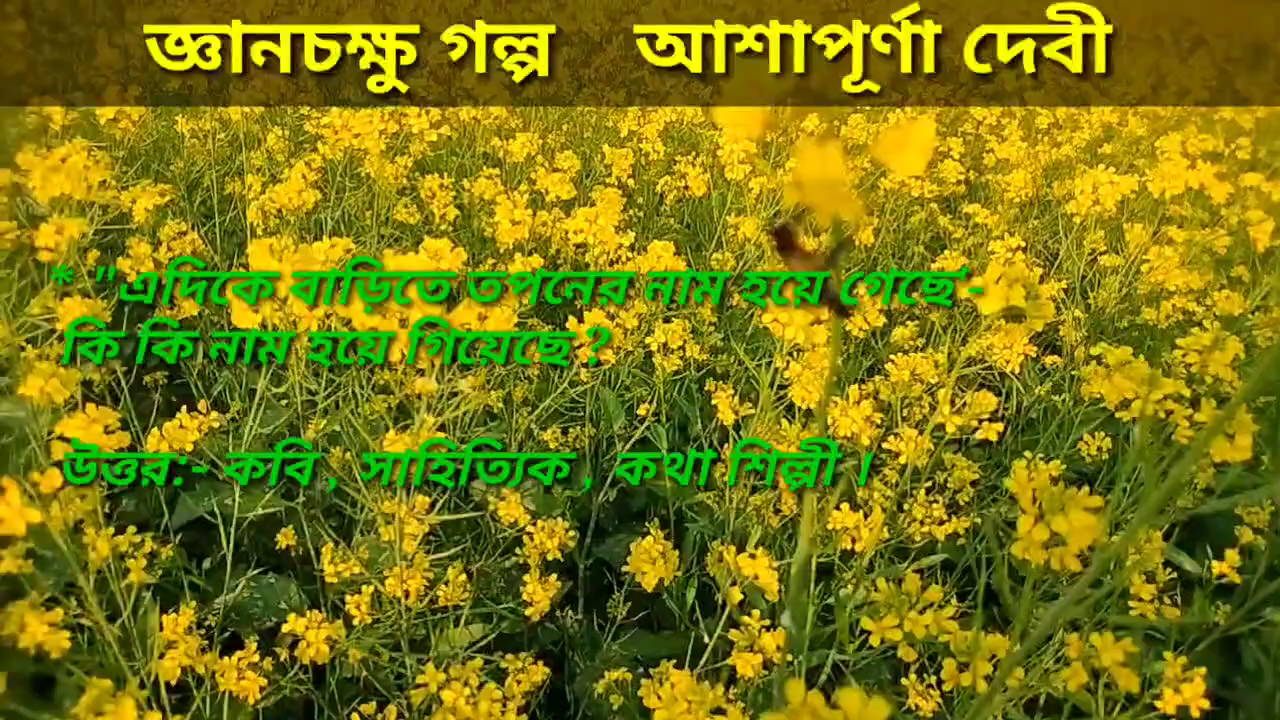 জ্ঞানচক্ষু গল্প আশাপূর্ণা দেবী
* "এদিকে বাড়িতে তপনের নাম হয়ে গেছে'-
কি কি নাম হয়ে গিয়েছে ?
উত্তর:- কবি , সাহিত্যিক , কথা শিল্পী ।